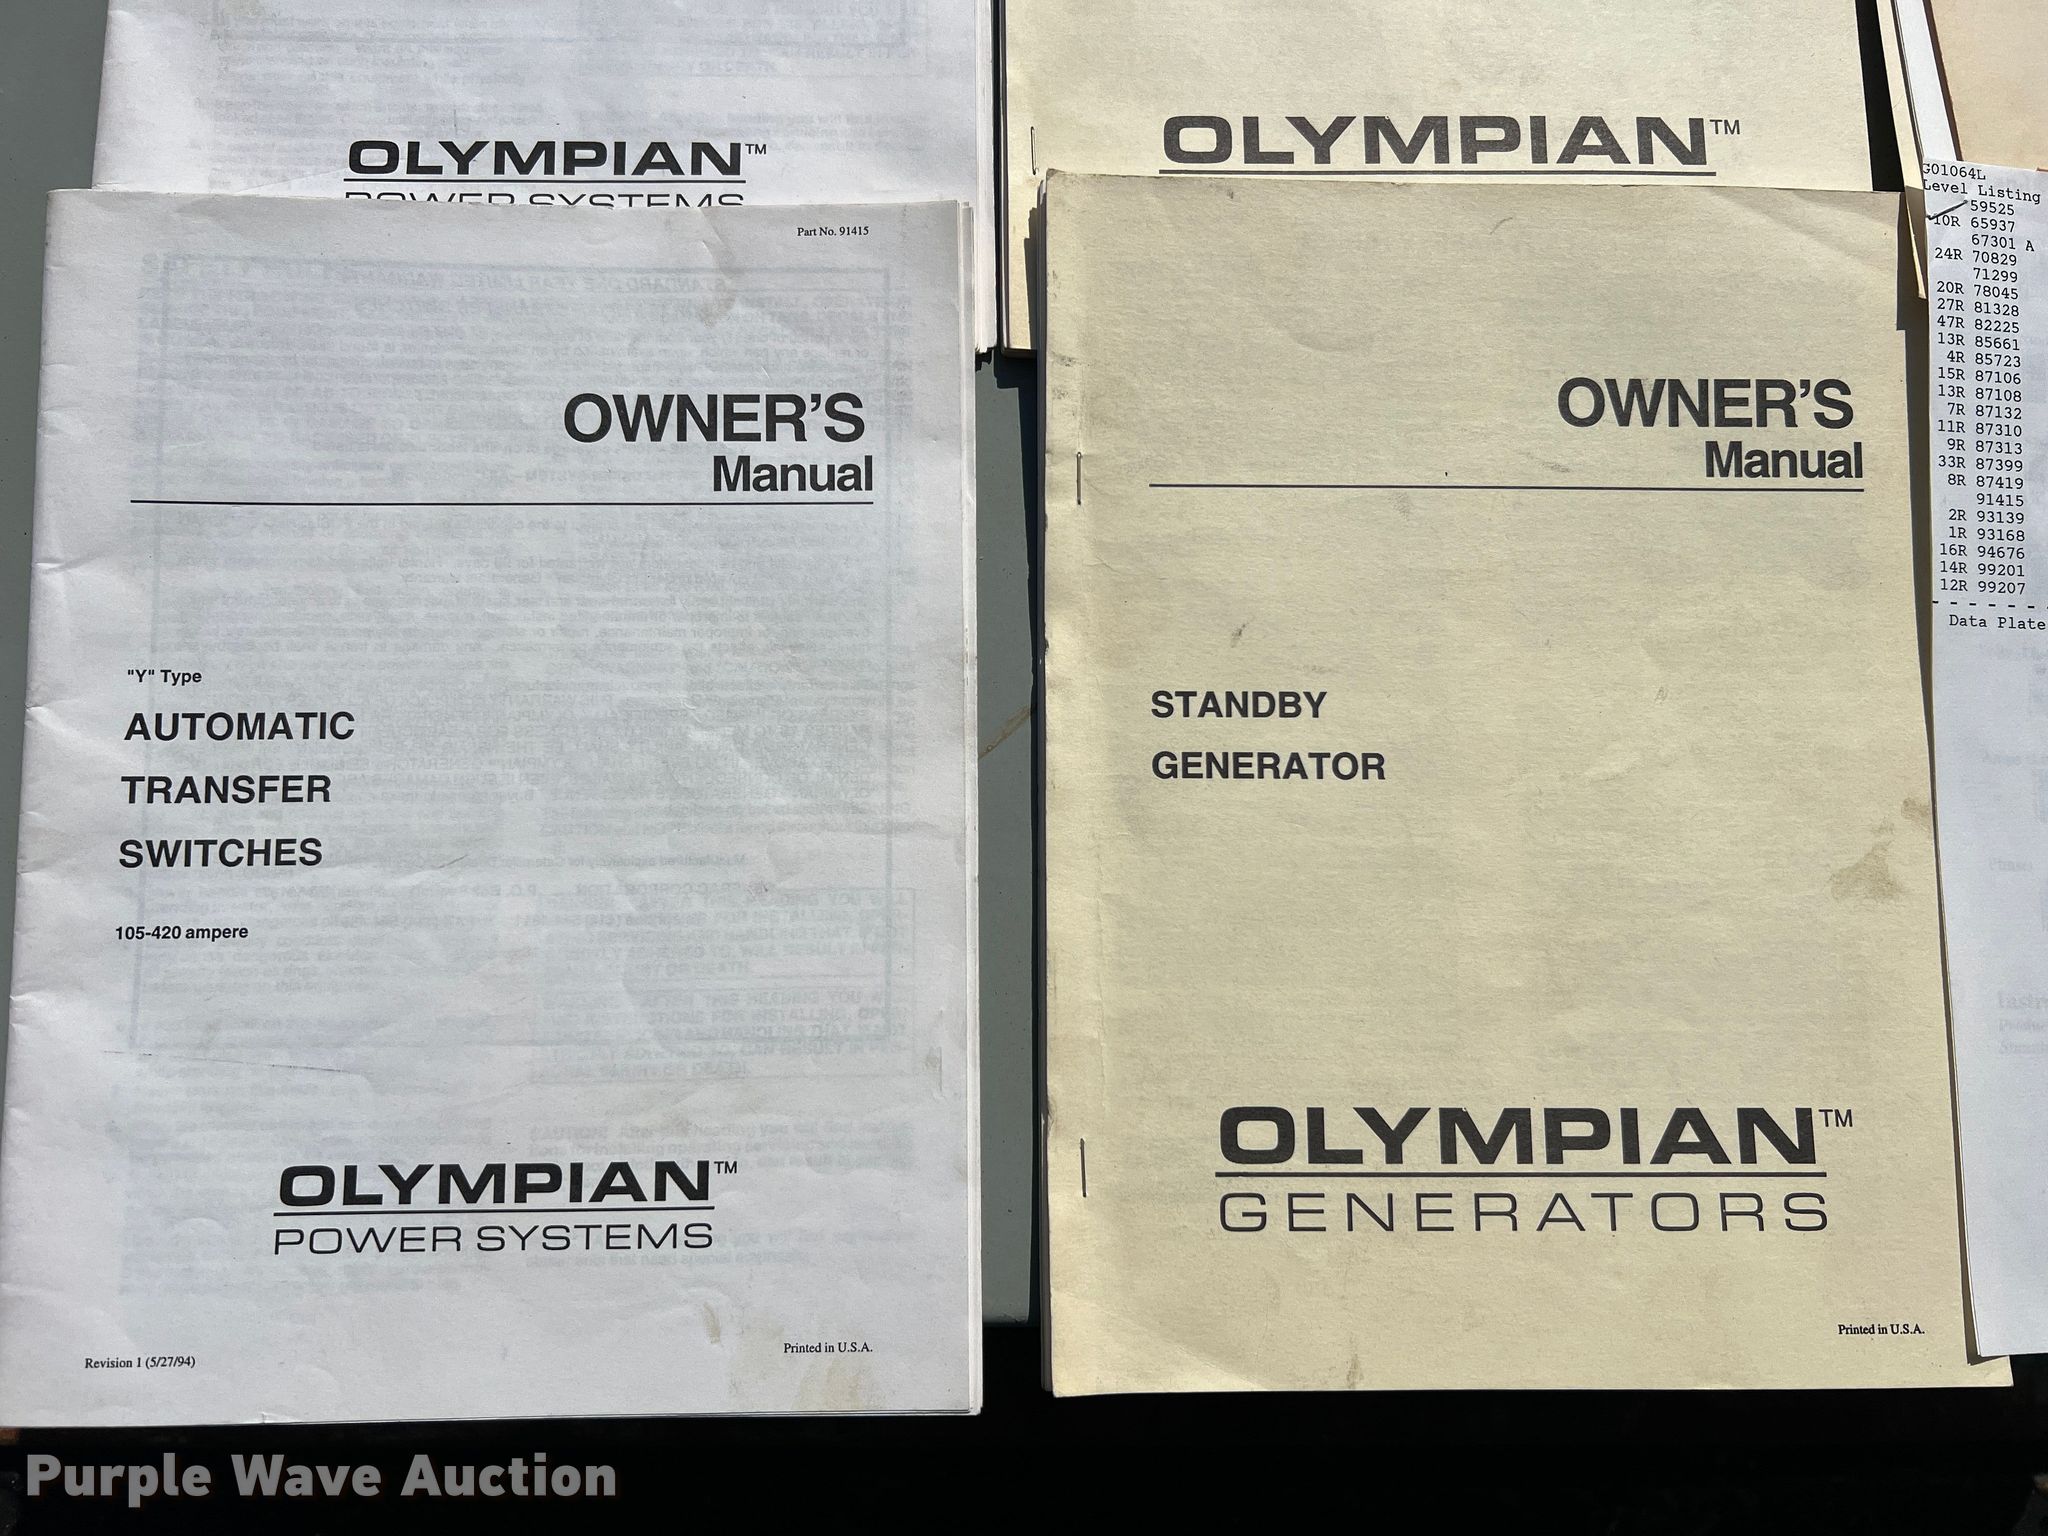 OLYMPIAN™
POWER SYSTEMS
OLYMPIAN™
Part No. 91415
OWNER'S
Manual
"Y" Type
AUTOMATIC
TRANSFER
SWITCHES
105-420 ampere
OLYMPIAN™
POWER SYSTEMS
Revision 1 (5/27/94)
Printed in U.S.A.
OWNER'S
Manual
STANDBY
GENERATOR
OLYMPIAN™
GENERATORS
Printed in U.S.A.
G01064L
Level Listing
59525
10R 65937
67301 A
24R 70829
71299
20R 78045
27R 81328
47R 82225
13R 85661
4R 85723
15R 87106
13R 87108
7R 87132
11R 87310
9R 87313
33R 87399
8R 87419
91415
2R 93139
1R 93168
16R 94676
14R 99201
12R 99207
- - - - - - -
Data Plate
Purple Wave Auction